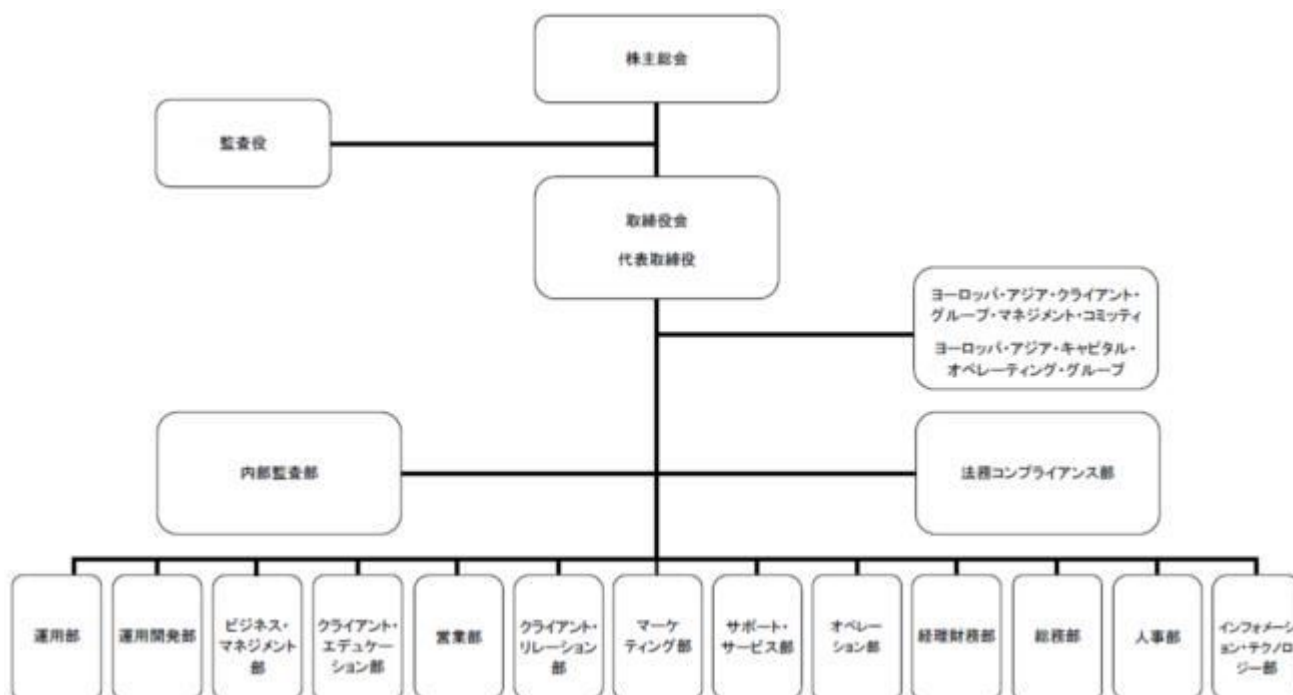 株主総会
監査役
取締役会
代表取締役
ヨーロッパ・アジア・クライアント・
グループ・マネジメント・コミッティ
ヨーロッパ・アジア・キャピタル・
オペレーティング・グループ
内部監査部
法務コンプライアンス部
運用部
運用開発部
ビジネス・
マネジメント
部
クライアント・
エデュケー
ション部
営業部
クライアント・
リレーション
部
マーケ
ティング部
サポート・
サービス部
オペレー
ション部
経理財務部
総務部
人事部
インフォメーシ
ョン・テクノロ
ジー部